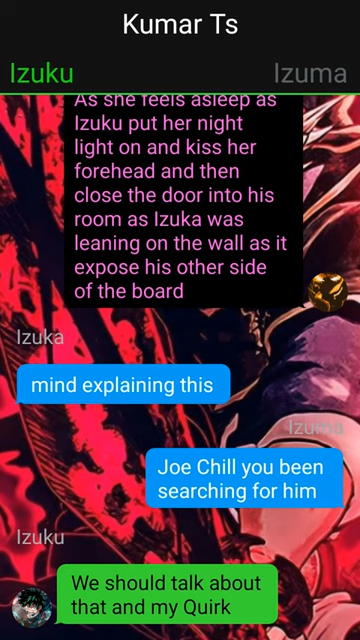 Kumar Ts
Izuku
Izuma
As she feels asleep as
Izuku put her night
light on and kiss her
forehead and then
close the door into his
room as Izuka was
leaning on the wall as it
expose his other side
of the board
Izuka
mind explaining this
Izuma
Joe Chill you been
searching for him
Izuku
We should talk about
that and my Quirk